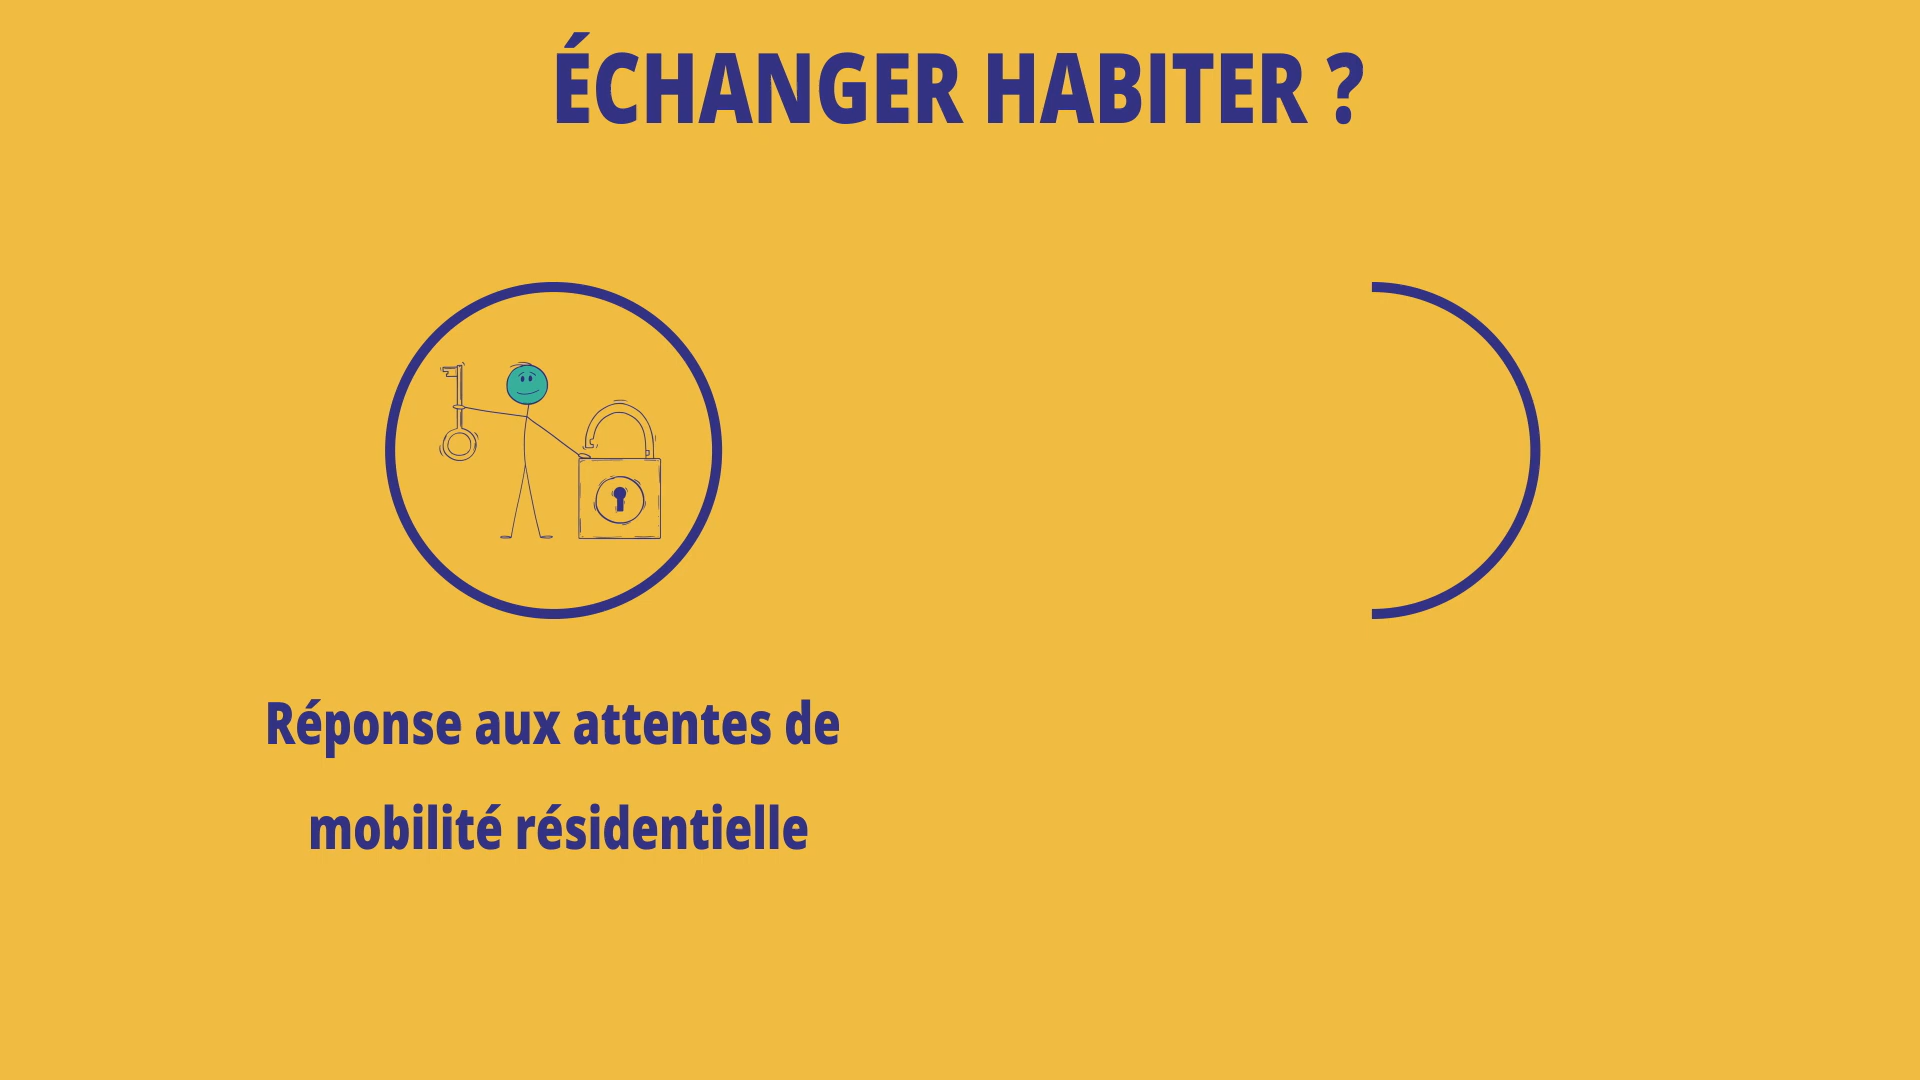 ÉCHANGER HABITER ?
Réponse aux attentes de
mobilité résidentielle